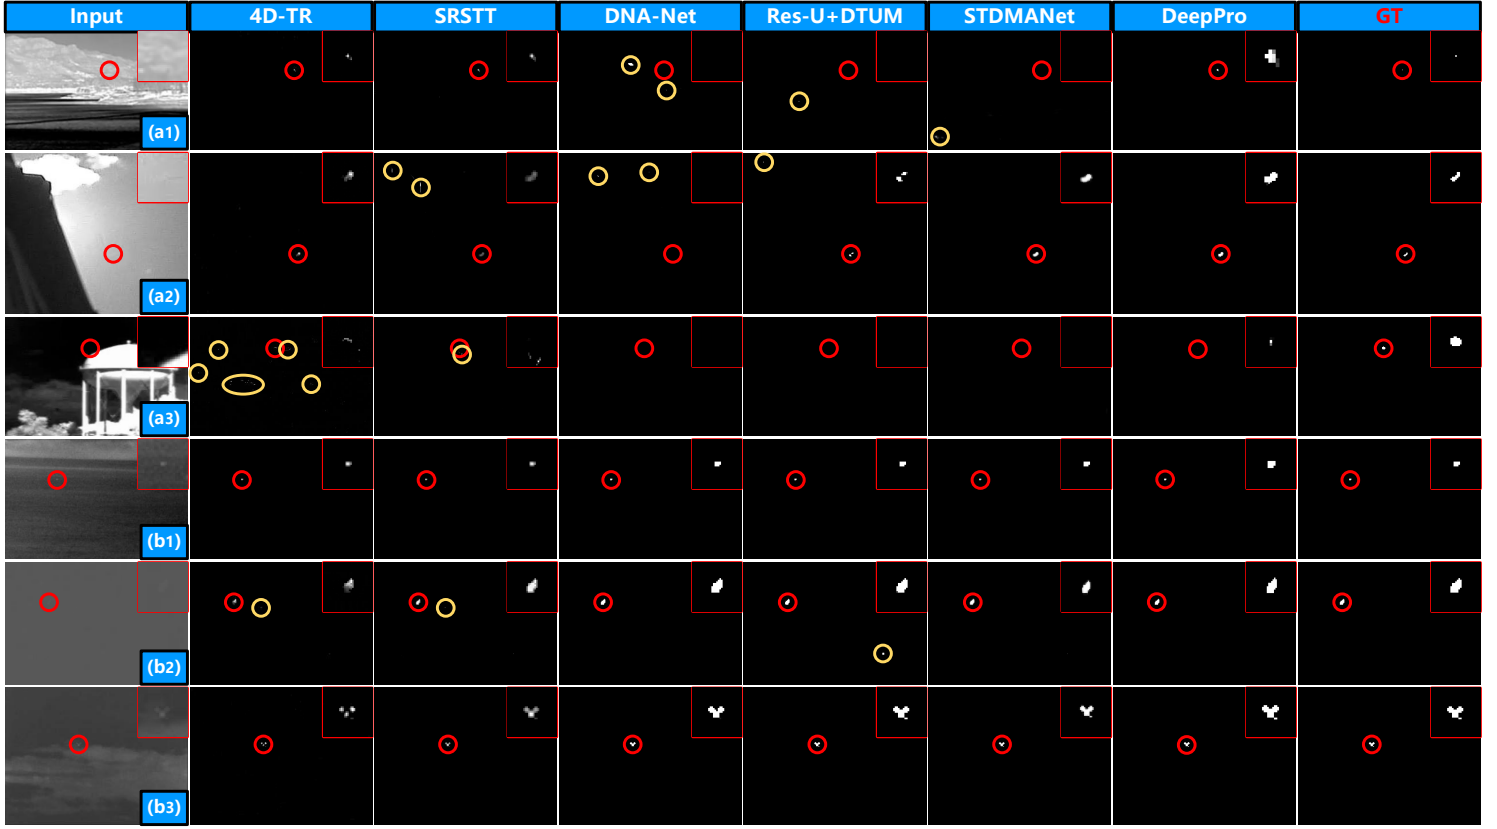 Input 4D-TR SRSTT DNA-Net Res-U+DTUM STDMANet DeepPro GT
(a1)
(a2)
(a3)
(b1)
(b2)
(b3)